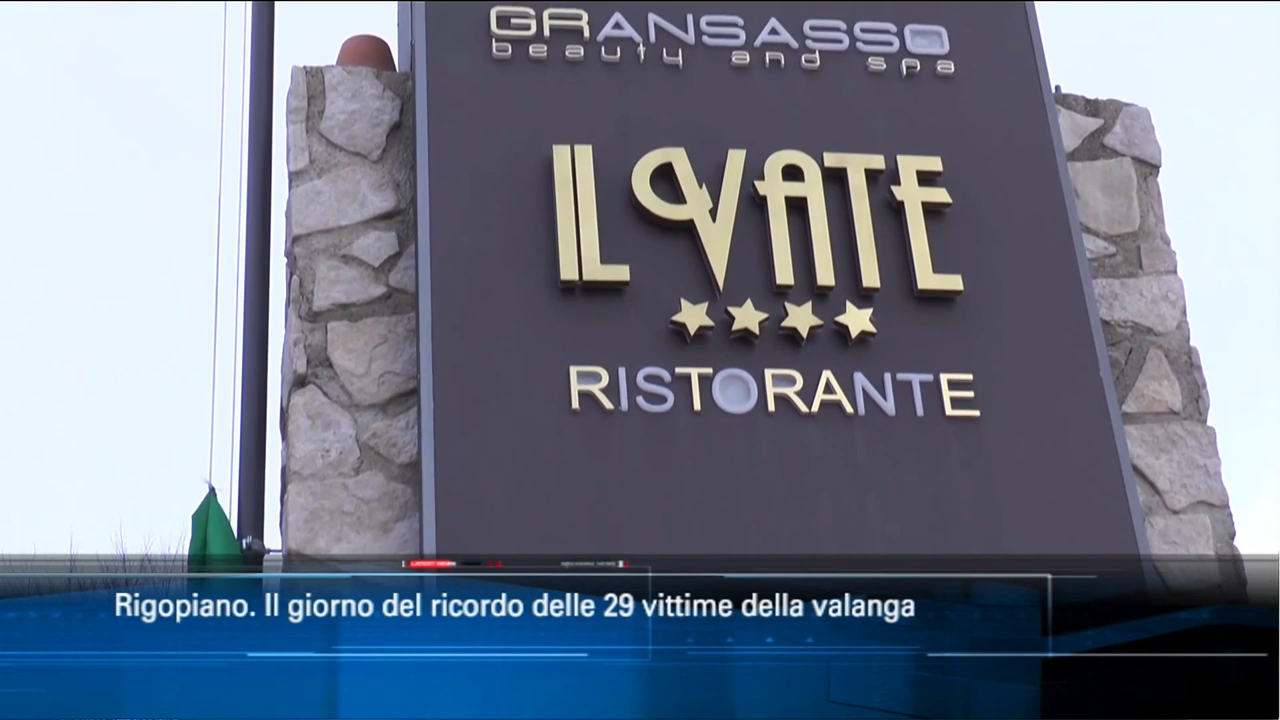 GRANSASSO
beauty and spa
IL VATE
RISTORANTE
Rigopiano. Il giorno del ricordo delle 29 vittime della valanga